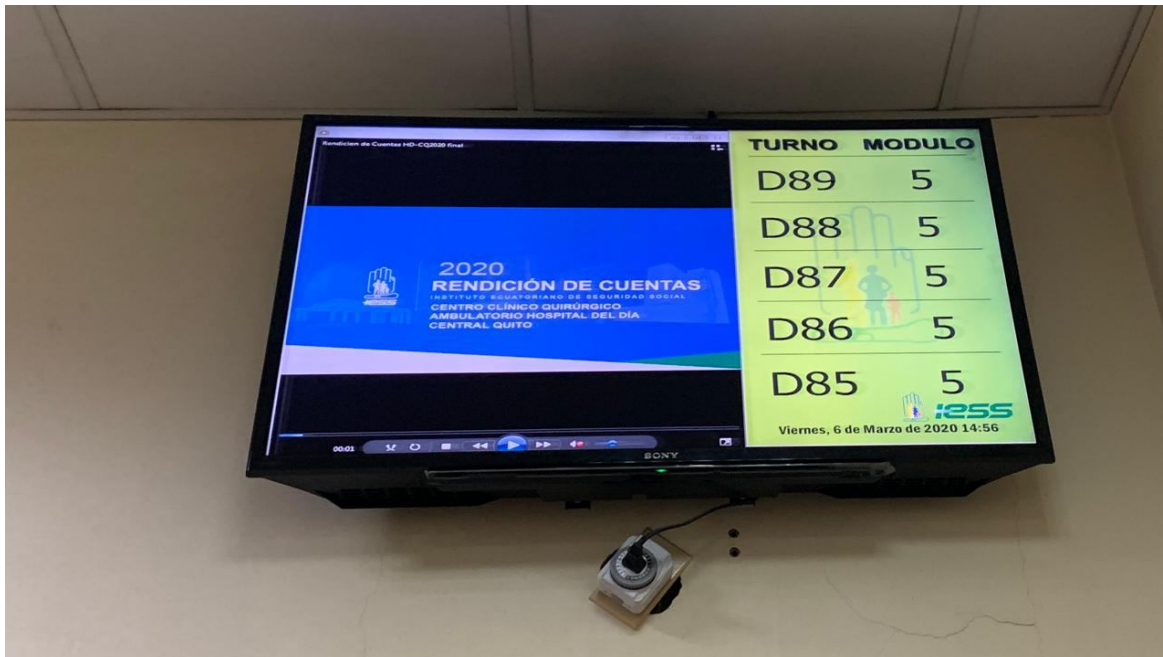 Rendicion de Cuentas HD-CQ2020 final
2020
RENDICIÓN DE CUENTAS
INSTITUTO ECUATORIANO DE SEGURIDAD SOCIAL
CENTRO CLÍNICO QUIRÚRGICO
AMBULATORIO HOSPITAL DEL DÍA
CENTRAL QUITO
00:01
TURNO MODULO
D89 5
D88 5
D87 5
D86 5
D85 5
IESS
Viernes, 6 de Marzo de 2020 14:56
SONY